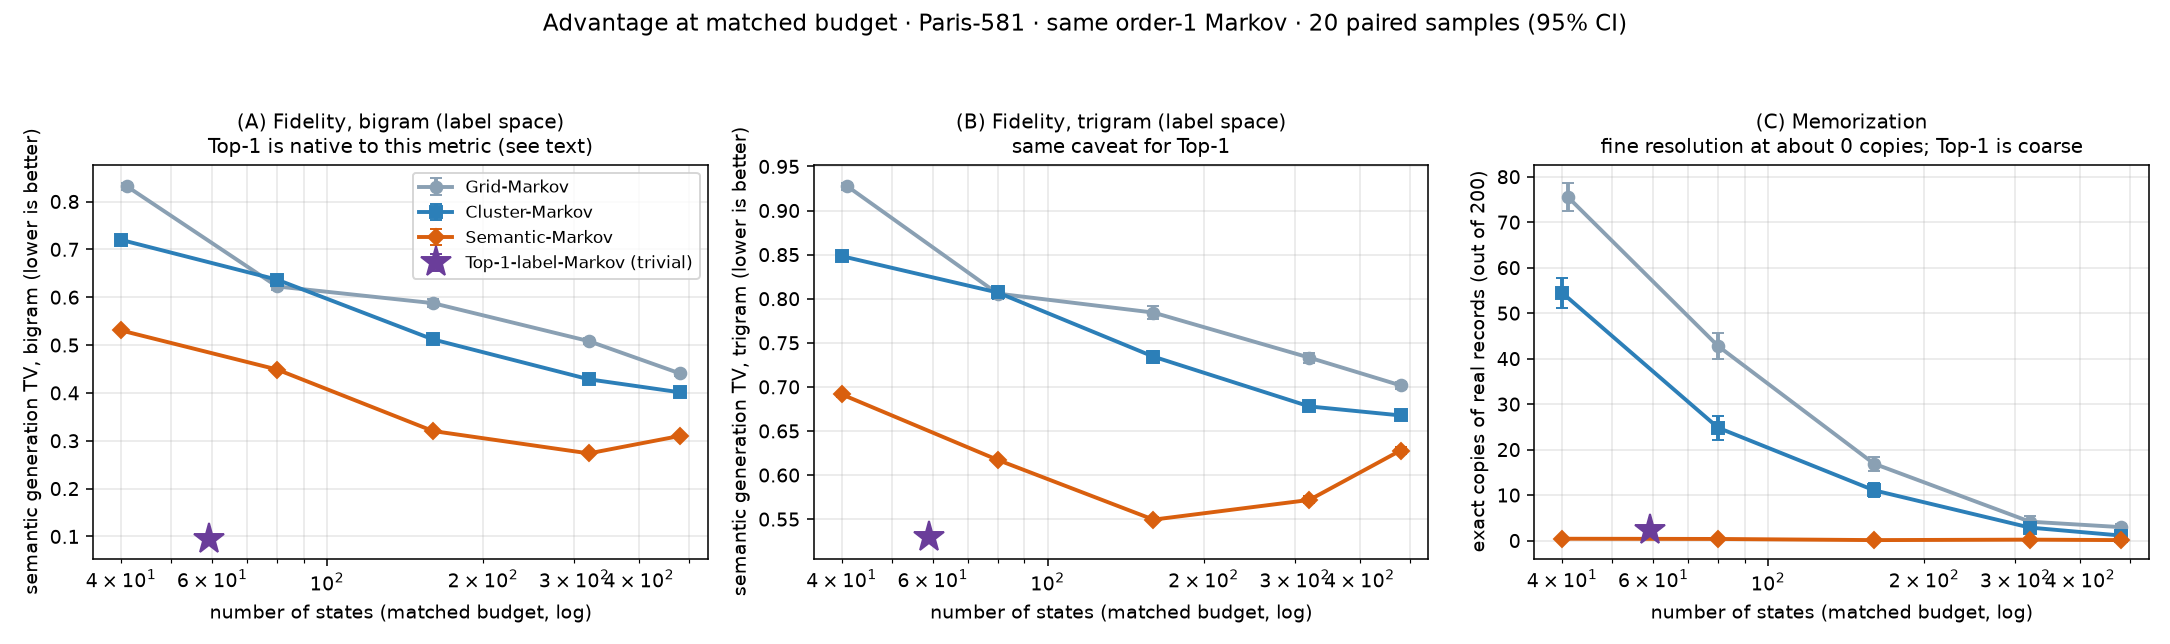 Advantage at matched budget · Paris-581 · same order-1 Markov · 20 paired samples (95% CI)
(A) Fidelity, bigram (label space)
Top-1 is native to this metric (see text)
semantic generation TV, bigram (lower is better)
0.8
0.7
0.6
0.5
0.4
0.3
0.2
0.1
Grid-Markov
Cluster-Markov
Semantic-Markov
Top-1-label-Markov (trivial)
4 × 10¹ 6 × 10¹ 10² 2 × 10² 3 × 10² 4 × 10²
number of states (matched budget, log)
(B) Fidelity, trigram (label space)
same caveat for Top-1
semantic generation TV, trigram (lower is better)
0.95
0.90
0.85
0.80
0.75
0.70
0.65
0.60
0.55
4 × 10¹ 6 × 10¹ 10² 2 × 10² 3 × 10² 4 × 10²
number of states (matched budget, log)
(C) Memorization
fine resolution at about 0 copies; Top-1 is coarse
exact copies of real records (out of 200)
80
70
60
50
40
30
20
10
0
4 × 10¹ 6 × 10¹ 10² 2 × 10² 3 × 10² 4 × 10²
number of states (matched budget, log)